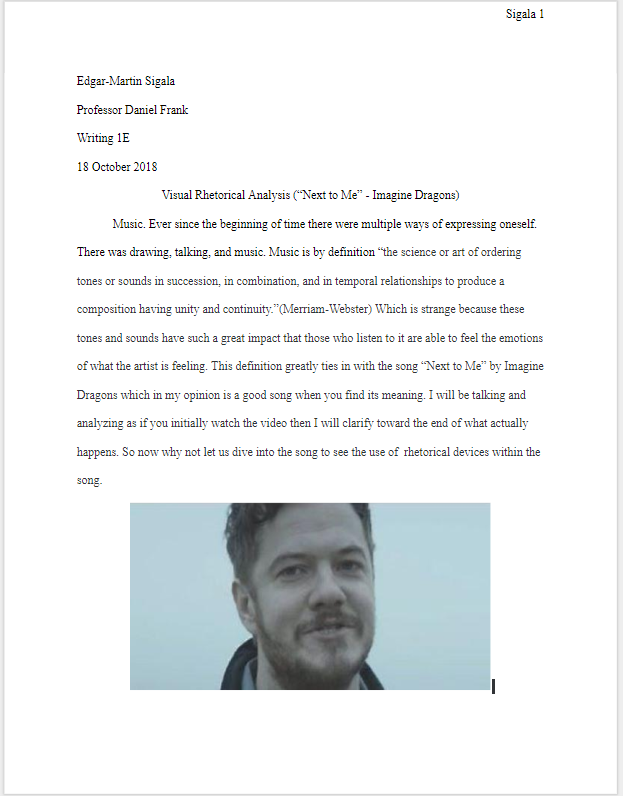 Sigala 1
Edgar-Martin Sigala
Professor Daniel Frank
Writing 1E
18 October 2018
Visual Rhetorical Analysis (“Next to Me” - Imagine Dragons)
Music. Ever since the beginning of time there were multiple ways of expressing oneself.
There was drawing, talking, and music. Music is by definition “the science or art of ordering
tones or sounds in succession, in combination, and in temporal relationships to produce a
composition having unity and continuity.”(Merriam-Webster) Which is strange because these
tones and sounds have such a great impact that those who listen to it are able to feel the emotions
of what the artist is feeling. This definition greatly ties in with the song “Next to Me” by Imagine
Dragons which in my opinion is a good song when you find its meaning. I will be talking and
analyzing as if you initially watch the video then I will clarify toward the end of what actually
happens. So now why not let us dive into the song to see the use of rhetorical devices within the
song.